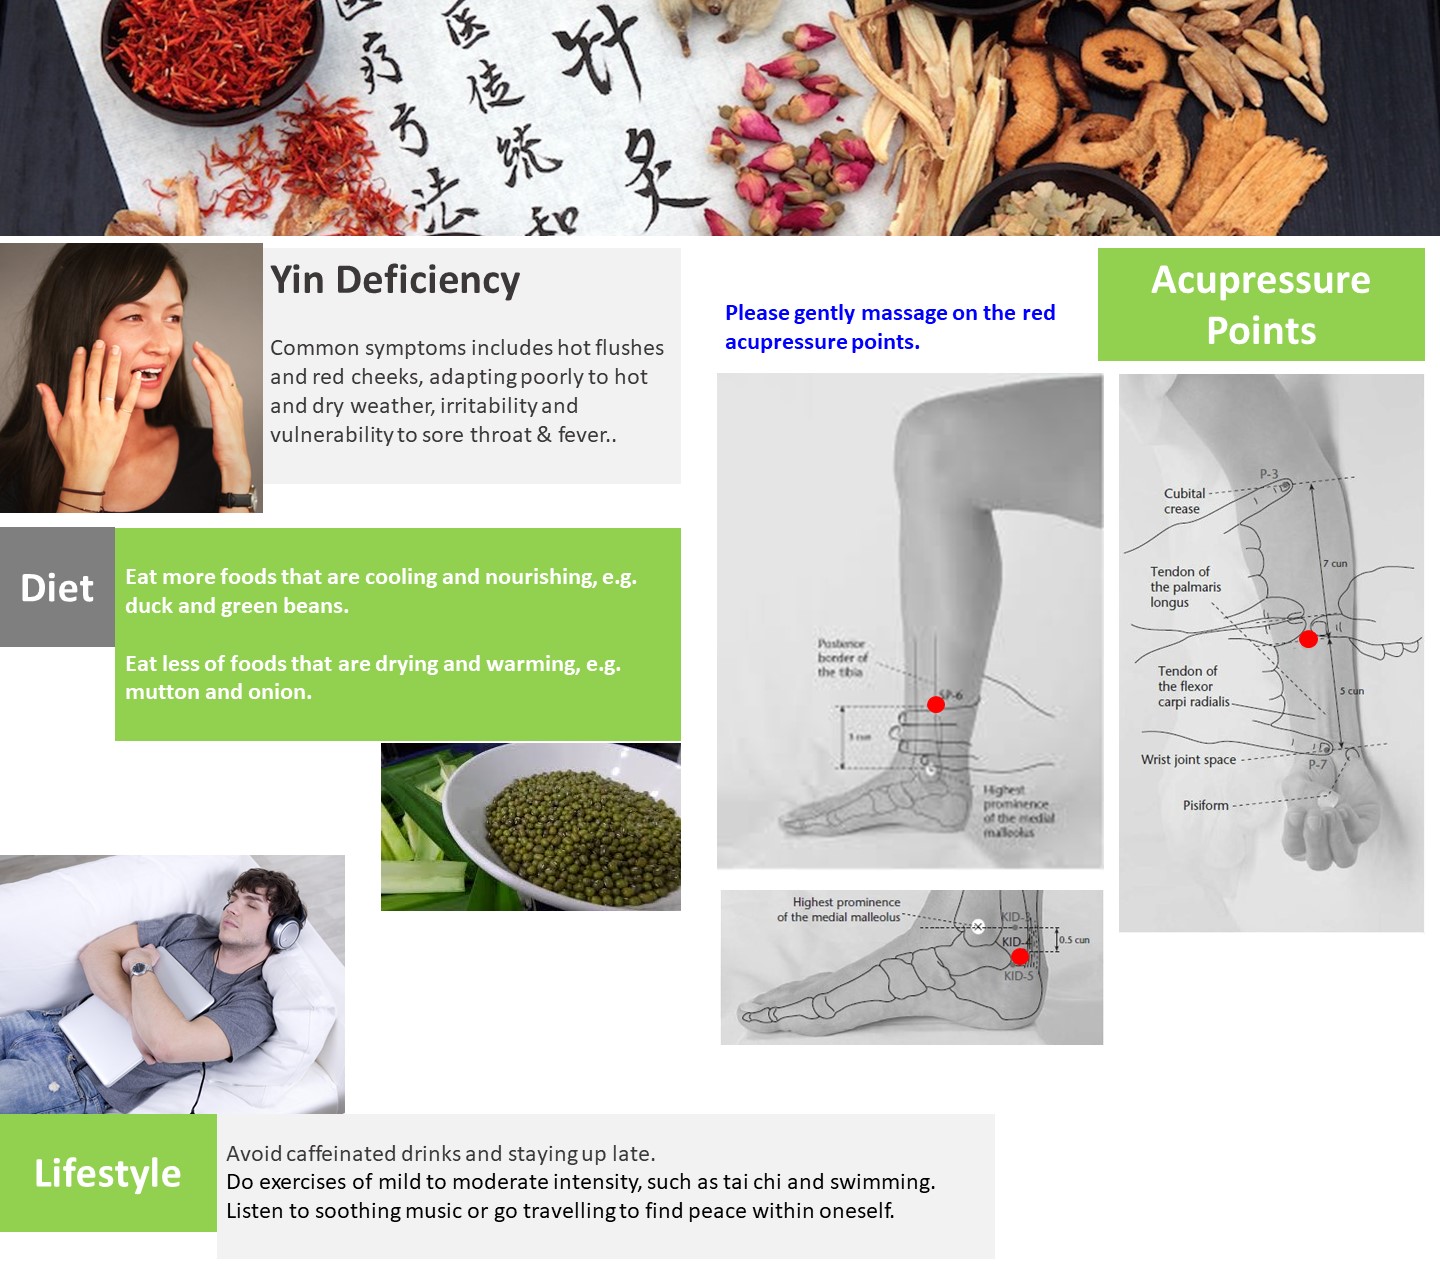 医
疗
方
法
医
传
统
和
针
灸
Yin Deficiency
Common symptoms includes hot flushes
and red cheeks, adapting poorly to hot
and dry weather, irritability and
vulnerability to sore throat & fever..
Diet
Eat more foods that are cooling and nourishing, e.g.
duck and green beans.
Eat less of foods that are drying and warming, e.g.
mutton and onion.
Lifestyle
Avoid caffeinated drinks and staying up late.
Do exercises of mild to moderate intensity, such as tai chi and swimming.
Listen to soothing music or go travelling to find peace within oneself.
Acupressure
Points
Please gently massage on the red
acupressure points.
Posterior
border of
the tibia
SP-6
3 cun
Highest
prominence
of the medial
malleolus
Highest prominence
of the medial malleolus
KID-3
KID-4
0.5 cun
KID-5
P-3
Cubital
crease
7 cun
Tendon of
the palmaris
longus
Tendon of
the flexor
carpi radialis
5 cun
Wrist joint space
P-7
Pisiform